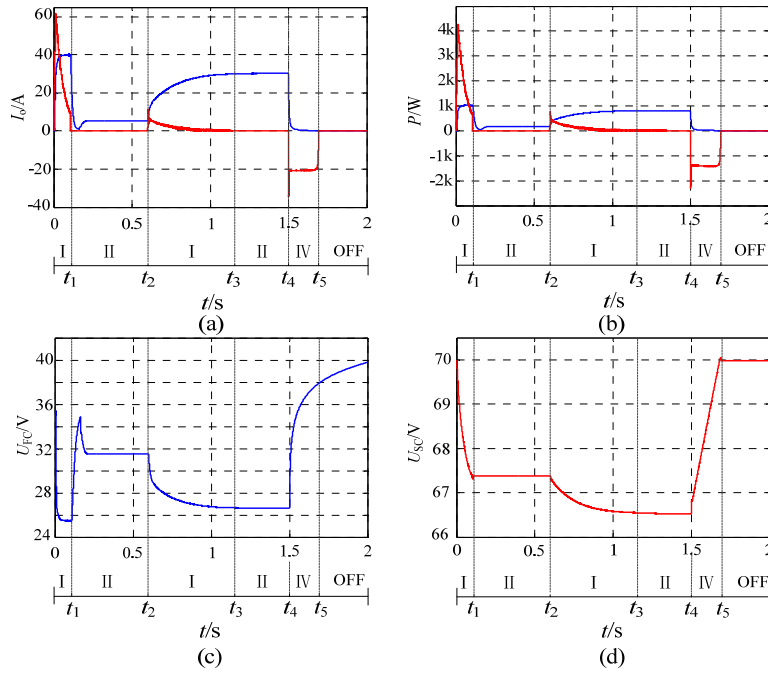 60
40
20
0
-20
-40
I_o/A
0 0.5 1 1.5 2
I II I II IV OFF
t₁ t₂ t₃ t₄ t₅
t/s
(a)
4k
3k
2k
1k
0
-1k
-2k
P/W
0 0.5 1 1.5 2
I II I II IV OFF
t₁ t₂ t₃ t₄ t₅
t/s
(b)
40
36
32
28
24
U_FC/V
0 0.5 1 1.5 2
I II I II IV OFF
t₁ t₂ t₃ t₄ t₅
t/s
(c)
70
69
68
67
66
U_SC/V
0 0.5 1 1.5 2
I II I II IV OFF
t₁ t₂ t₃ t₄ t₅
t/s
(d)